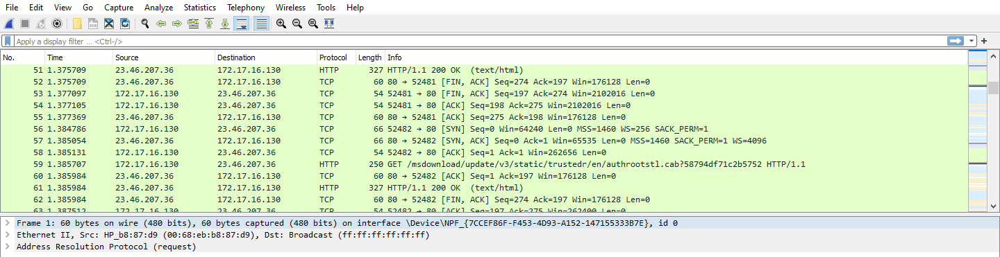 File Edit View Go Capture Analyze Statistics Telephony Wireless Tools Help
Apply a display filter ... <Ctrl-/>
No. Time Source Destination Protocol Length Info
51 1.375709 23.46.207.36 172.17.16.130 HTTP 327 HTTP/1.1 200 OK (text/html)
52 1.375709 23.46.207.36 172.17.16.130 TCP 60 80 → 52481 [FIN, ACK] Seq=274 Ack=197 Win=176128 Len=0
53 1.377097 172.17.16.130 23.46.207.36 TCP 54 52481 → 80 [FIN, ACK] Seq=197 Ack=274 Win=2102016 Len=0
54 1.377105 172.17.16.130 23.46.207.36 TCP 54 52481 → 80 [ACK] Seq=198 Ack=275 Win=2102016 Len=0
55 1.377369 23.46.207.36 172.17.16.130 TCP 60 80 → 52481 [ACK] Seq=275 Ack=198 Win=176128 Len=0
56 1.384786 172.17.16.130 23.46.207.36 TCP 66 52482 → 80 [SYN] Seq=0 Win=64240 Len=0 MSS=1460 WS=256 SACK_PERM=1
57 1.385054 23.46.207.36 172.17.16.130 TCP 66 80 → 52482 [SYN, ACK] Seq=0 Ack=1 Win=65535 Len=0 MSS=1460 SACK_PERM=1 WS=4096
58 1.385131 172.17.16.130 23.46.207.36 TCP 54 52482 → 80 [ACK] Seq=1 Ack=1 Win=262656 Len=0
59 1.385707 172.17.16.130 23.46.207.36 HTTP 250 GET /msdownload/update/v3/static/trustedr/en/authrootstl.cab?58794df71c2b5752 HTTP/1.1
60 1.385984 23.46.207.36 172.17.16.130 TCP 60 80 → 52482 [ACK] Seq=1 Ack=197 Win=176128 Len=0
61 1.385984 23.46.207.36 172.17.16.130 HTTP 327 HTTP/1.1 200 OK (text/html)
62 1.385984 23.46.207.36 172.17.16.130 TCP 60 80 → 52482 [FIN, ACK] Seq=274 Ack=197 Win=176128 Len=0
63 1.387512 172.17.16.130 23.46.207.36 TCP 54 52482 → 80 [ACK] Seq=197 Ack=275 Win=262400 Len=0
Frame 1: 60 bytes on wire (480 bits), 60 bytes captured (480 bits) on interface \Device\NPF_{7CCEF86F-F453-4D93-A152-147155333B7E}, id 0
Ethernet II, Src: HP_b8:87:d9 (00:68:eb:b8:87:d9), Dst: Broadcast (ff:ff:ff:ff:ff:ff)
Address Resolution Protocol (request)